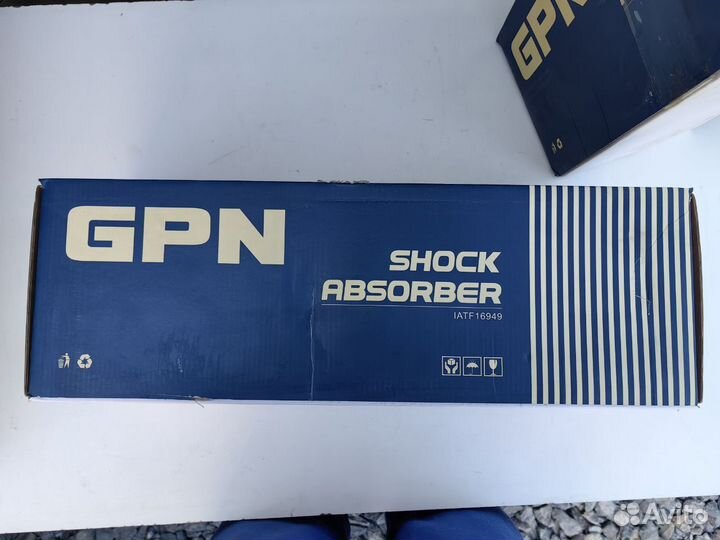 GPN
GPN
SHOCK
ABSORBER
IATF16949
Avito